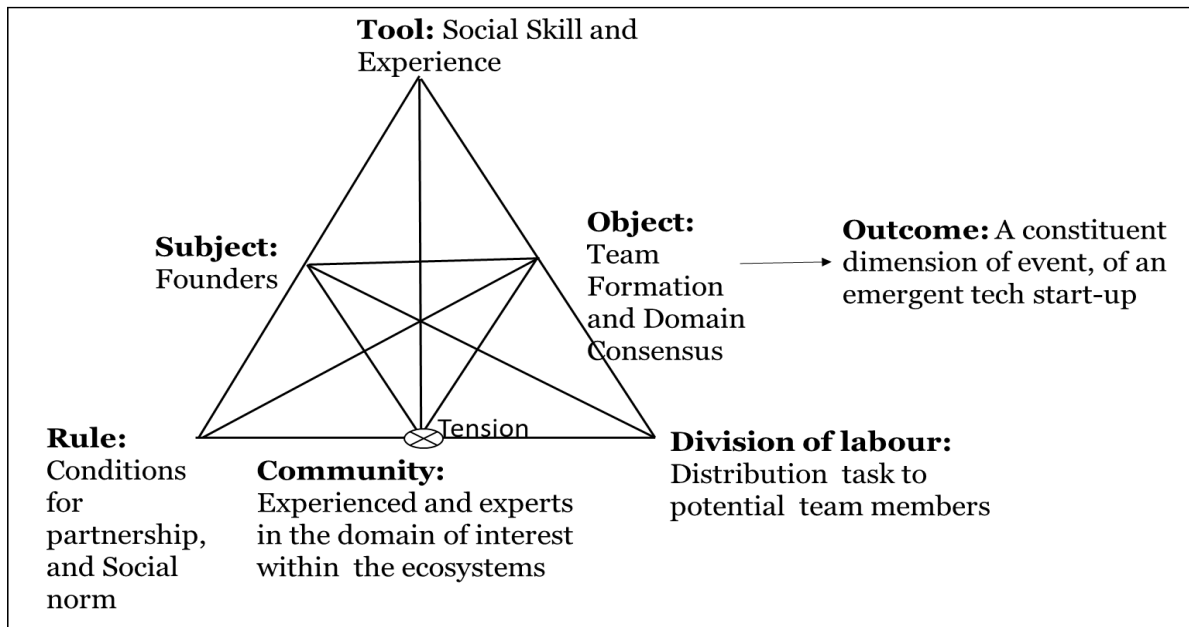 Tool: Social Skill and
Experience
Subject:
Founders
Object:
Team
Formation
and Domain
Consensus
Outcome: A constituent
dimension of event, of an
emergent tech start-up
Tension
Rule:
Conditions
for
partnership,
and Social
norm
Community:
Experienced and experts
in the domain of interest
within the ecosystems
Division of labour:
Distribution task to
potential team members